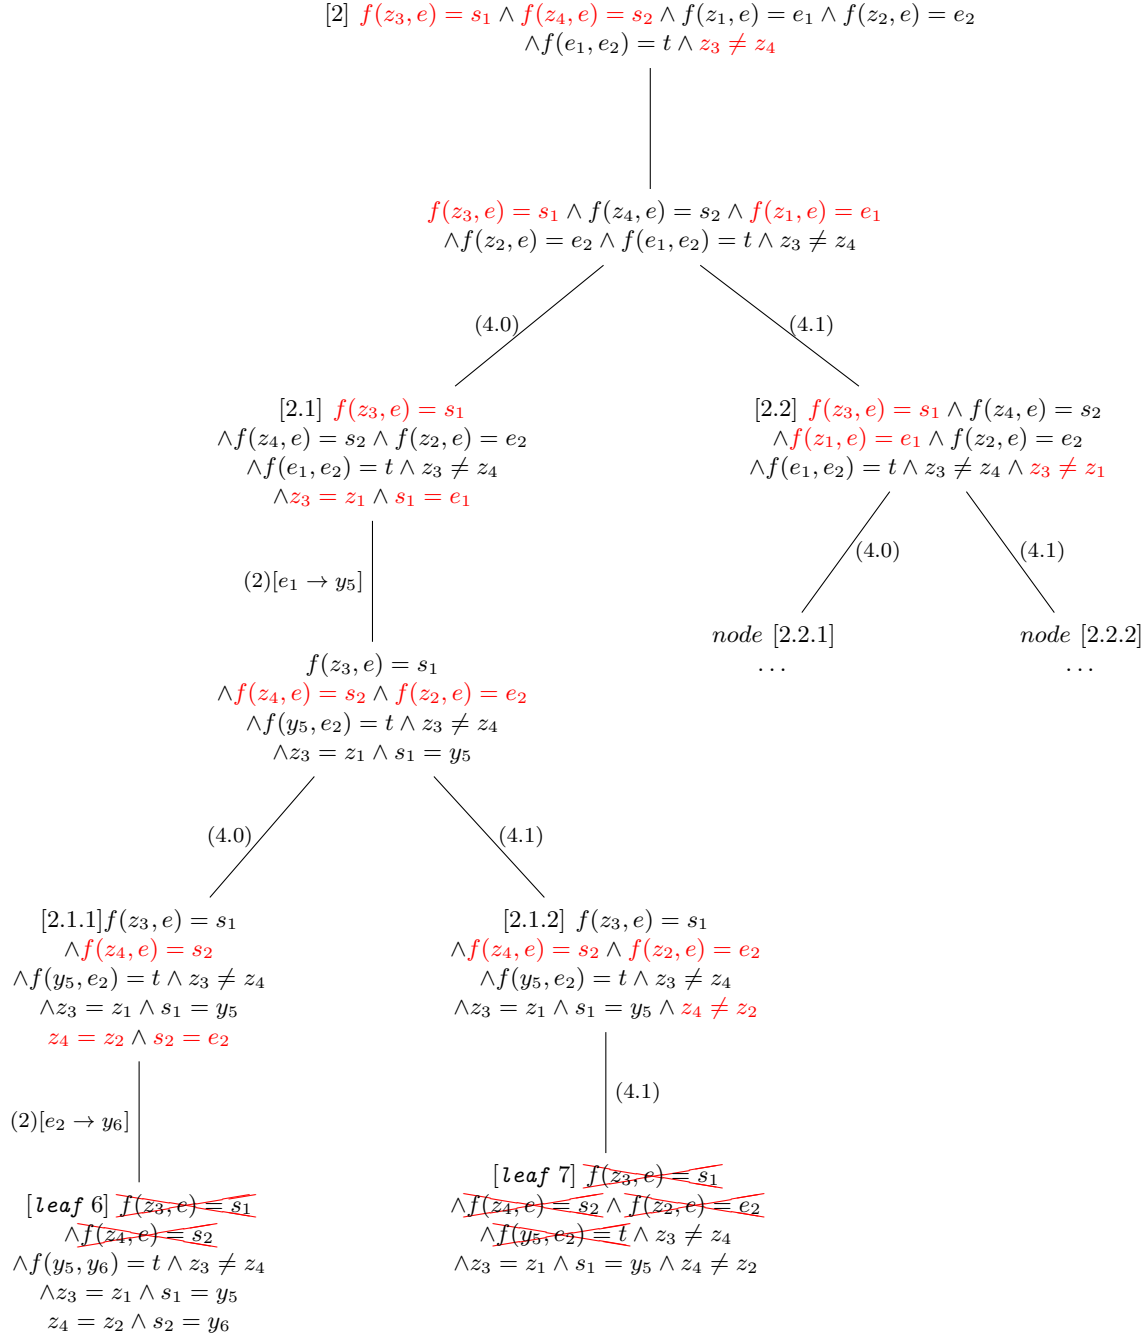 [2] f(z₃, e) = s₁ ∧ f(z₄, e) = s₂ ∧ f(z₁, e) = e₁ ∧ f(z₂, e) = e₂
∧f(e₁, e₂) = t ∧ z₃ ≠ z₄
f(z₃, e) = s₁ ∧ f(z₄, e) = s₂ ∧ f(z₁, e) = e₁
∧f(z₂, e) = e₂ ∧ f(e₁, e₂) = t ∧ z₃ ≠ z₄
(4.0)
(4.1)
[2.1] f(z₃, e) = s₁
∧f(z₄, e) = s₂ ∧ f(z₂, e) = e₂
∧f(e₁, e₂) = t ∧ z₃ ≠ z₄
∧z₃ = z₁ ∧ s₁ = e₁
[2.2] f(z₃, e) = s₁ ∧ f(z₄, e) = s₂
∧f(z₁, e) = e₁ ∧ f(z₂, e) = e₂
∧f(e₁, e₂) = t ∧ z₃ ≠ z₄ ∧ z₃ ≠ z₁
(2)[e₁ → y₅]
(4.0)
(4.1)
node [2.2.1]
...
node [2.2.2]
...
f(z₃, e) = s₁
∧f(z₄, e) = s₂ ∧ f(z₂, e) = e₂
∧f(y₅, e₂) = t ∧ z₃ ≠ z₄
∧z₃ = z₁ ∧ s₁ = y₅
(4.0)
(4.1)
[2.1.1]f(z₃, e) = s₁
∧f(z₄, e) = s₂
∧f(y₅, e₂) = t ∧ z₃ ≠ z₄
∧z₃ = z₁ ∧ s₁ = y₅
z₄ = z₂ ∧ s₂ = e₂
[2.1.2] f(z₃, e) = s₁
∧f(z₄, e) = s₂ ∧ f(z₂, e) = e₂
∧f(y₅, e₂) = t ∧ z₃ ≠ z₄
∧z₃ = z₁ ∧ s₁ = y₅ ∧ z₄ ≠ z₂
(2)[e₂ → y₆]
(4.1)
[leaf 6] f(z₃, e) = s₁
∧f(z₄, e) = s₂
∧f(y₅, y₆) = t ∧ z₃ ≠ z₄
∧z₃ = z₁ ∧ s₁ = y₅
z₄ = z₂ ∧ s₂ = y₆
[leaf 7] f(z₃, e) = s₁
∧f(z₄, e) = s₂ ∧ f(z₂, e) = e₂
∧f(y₅, e₂) = t ∧ z₃ ≠ z₄
∧z₃ = z₁ ∧ s₁ = y₅ ∧ z₄ ≠ z₂